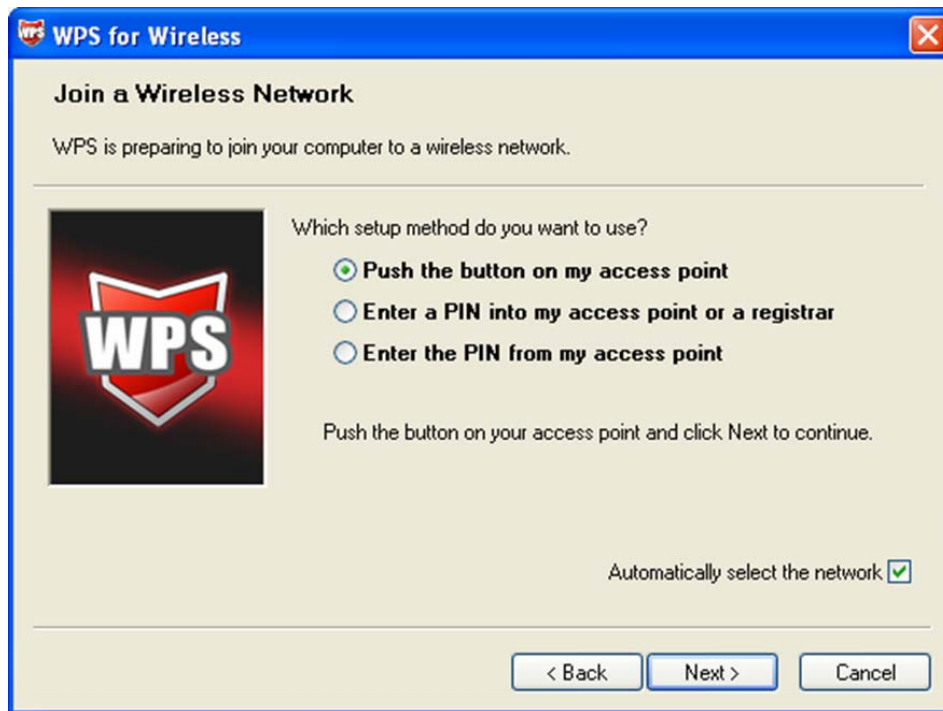 WPS for Wireless
Join a Wireless Network
WPS is preparing to join your computer to a wireless network.
WPS
Which setup method do you want to use?
Push the button on my access point
Enter a PIN into my access point or a registrar
Enter the PIN from my access point
Push the button on your access point and click Next to continue.
Automatically select the network
< Back Next > Cancel